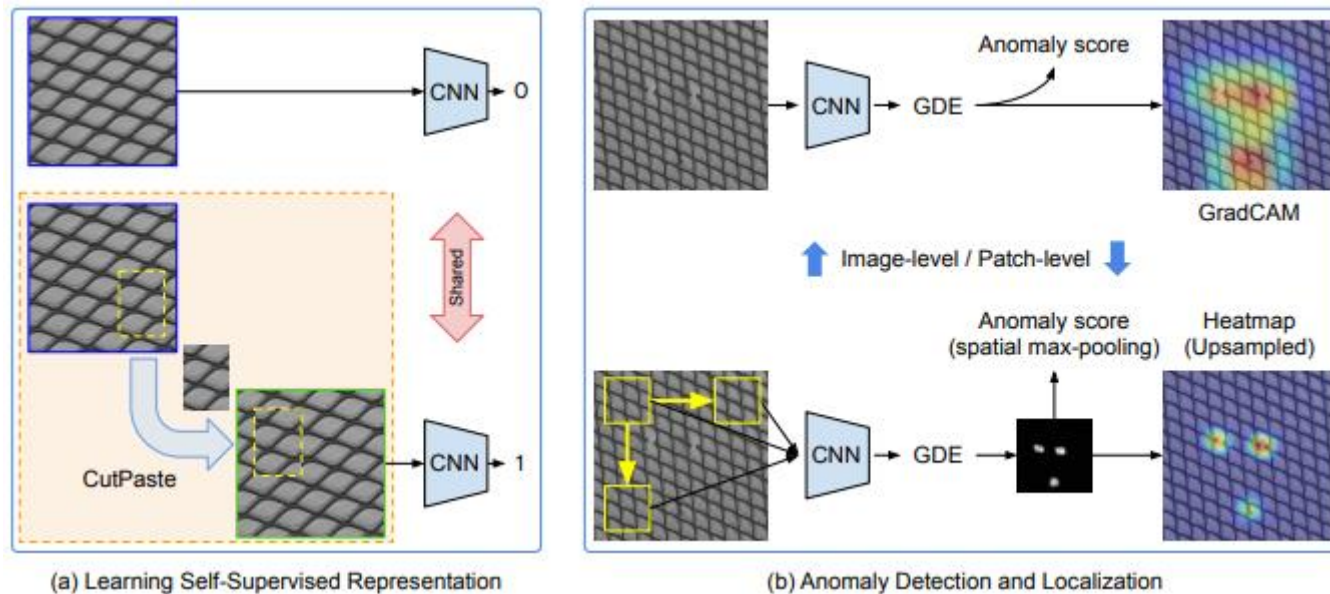 CNN
0
Shared
CutPaste
CNN
1
(a) Learning Self-Supervised Representation
Anomaly score
CNN
GDE
GradCAM
Image-level / Patch-level
Anomaly score
(spatial max-pooling)
Heatmap
(Upsampled)
CNN
GDE
(b) Anomaly Detection and Localization